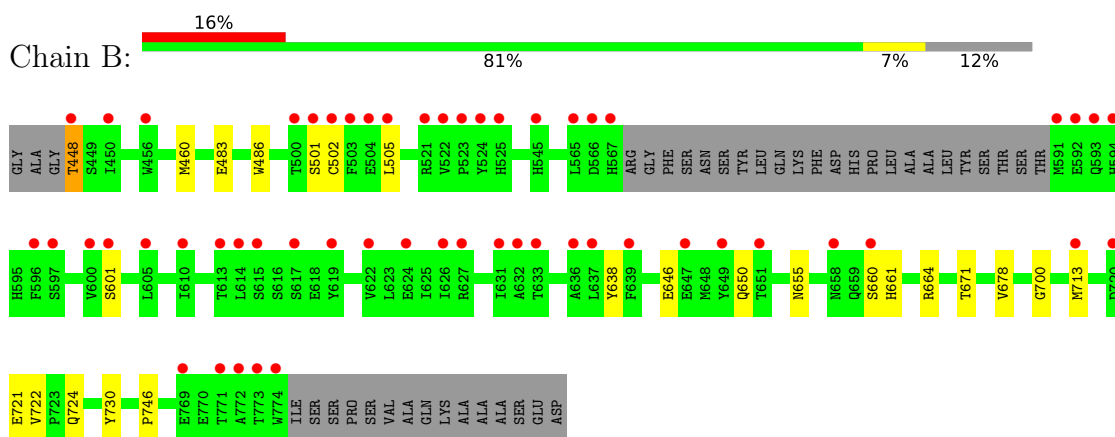 16%
Chain B:
81% 7% 12%
GLY ALA GLY T448 S449 I450 W456 M460 E483 W486 T500 S501 C502 F503 E504 L505 R521 V522 P523 Y524 H525 H545 L565 D566 H567 ARG GLY PHE SER ASN SER TYR LEU GLN LYS PHE ASP HIS PRO LEU ALA ALA LEU TYR SER THR SER THR M591 E592 Q593 H594
H595 F596 S597 V600 S601 L605 I610 T613 L614 S615 S616 S617 E618 Y619 V622 L623 E624 I625 I626 R627 I631 A632 T633 A636 L637 Y638 F639 E646 E647 M648 Y649 Q650 T651 N655 N658 Q659 S660 H661 R664 T671 V678 G700 M713
E721 V722 P723 Q724 Y730 P746 E769 E770 T771 A772 T773 W774 ILE SER SER PRO SER VAL ALA GLN LYS ALA ALA ALA SER GLU ASP